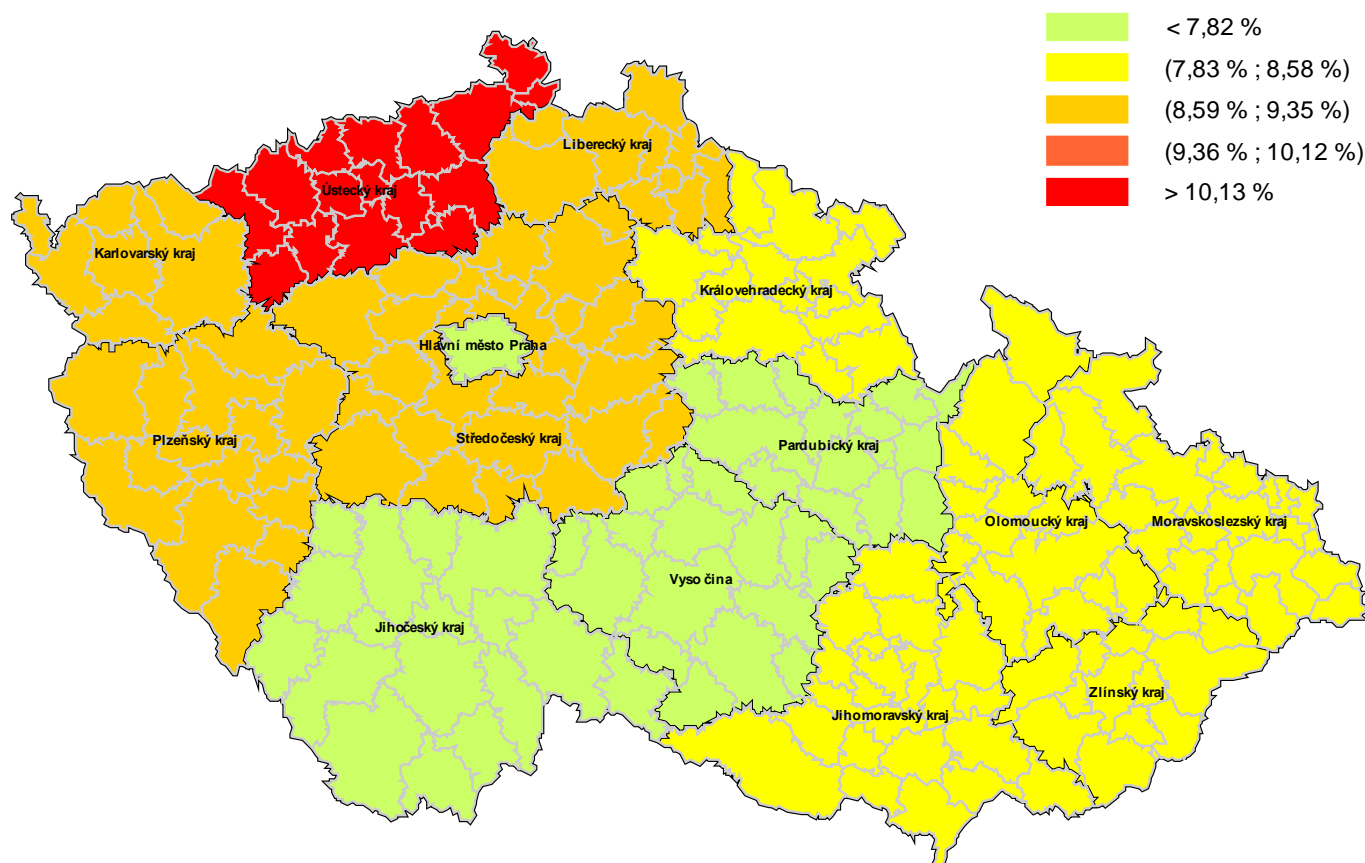 < 7,82 %
(7,83 % ; 8,58 %)
(8,59 % ; 9,35 %)
(9,36 % ; 10,12 %)
> 10,13 %
Liberecký kraj
Ústecký kraj
Karlovarský kraj
Královehradecký kraj
Hlavní město Praha
Plzeňský kraj
Středočeský kraj
Pardubický kraj
Olomoucký kraj
Moravskoslezský kraj
Vyso čina
Jihočeský kraj
Zlínský kraj
Jihomoravský kraj